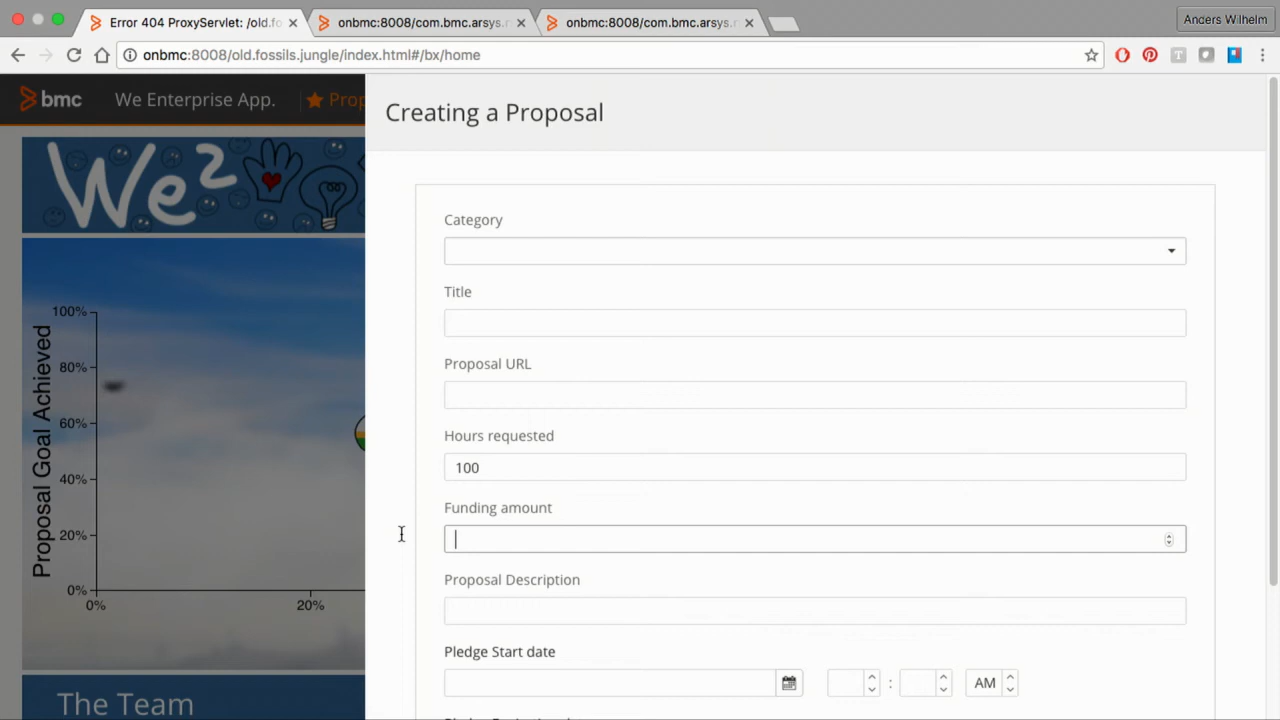 Error 404 ProxyServlet: /old.fo
onbmc:8008/com.bmc.arsys.r
onbmc:8008/com.bmc.arsys.r
Anders Wilhelm
onbmc:8008/old.fossils.jungle/index.html#/bx/home
bmc
We Enterprise App.
Prop
Creating a Proposal
We²
Category
Title
Proposal URL
Hours requested
100
Funding amount
Proposal Description
Pledge Start date
AM
Proposal Goal Achieved
100%
80%
60%
40%
20%
0%
0%
20%
The Team